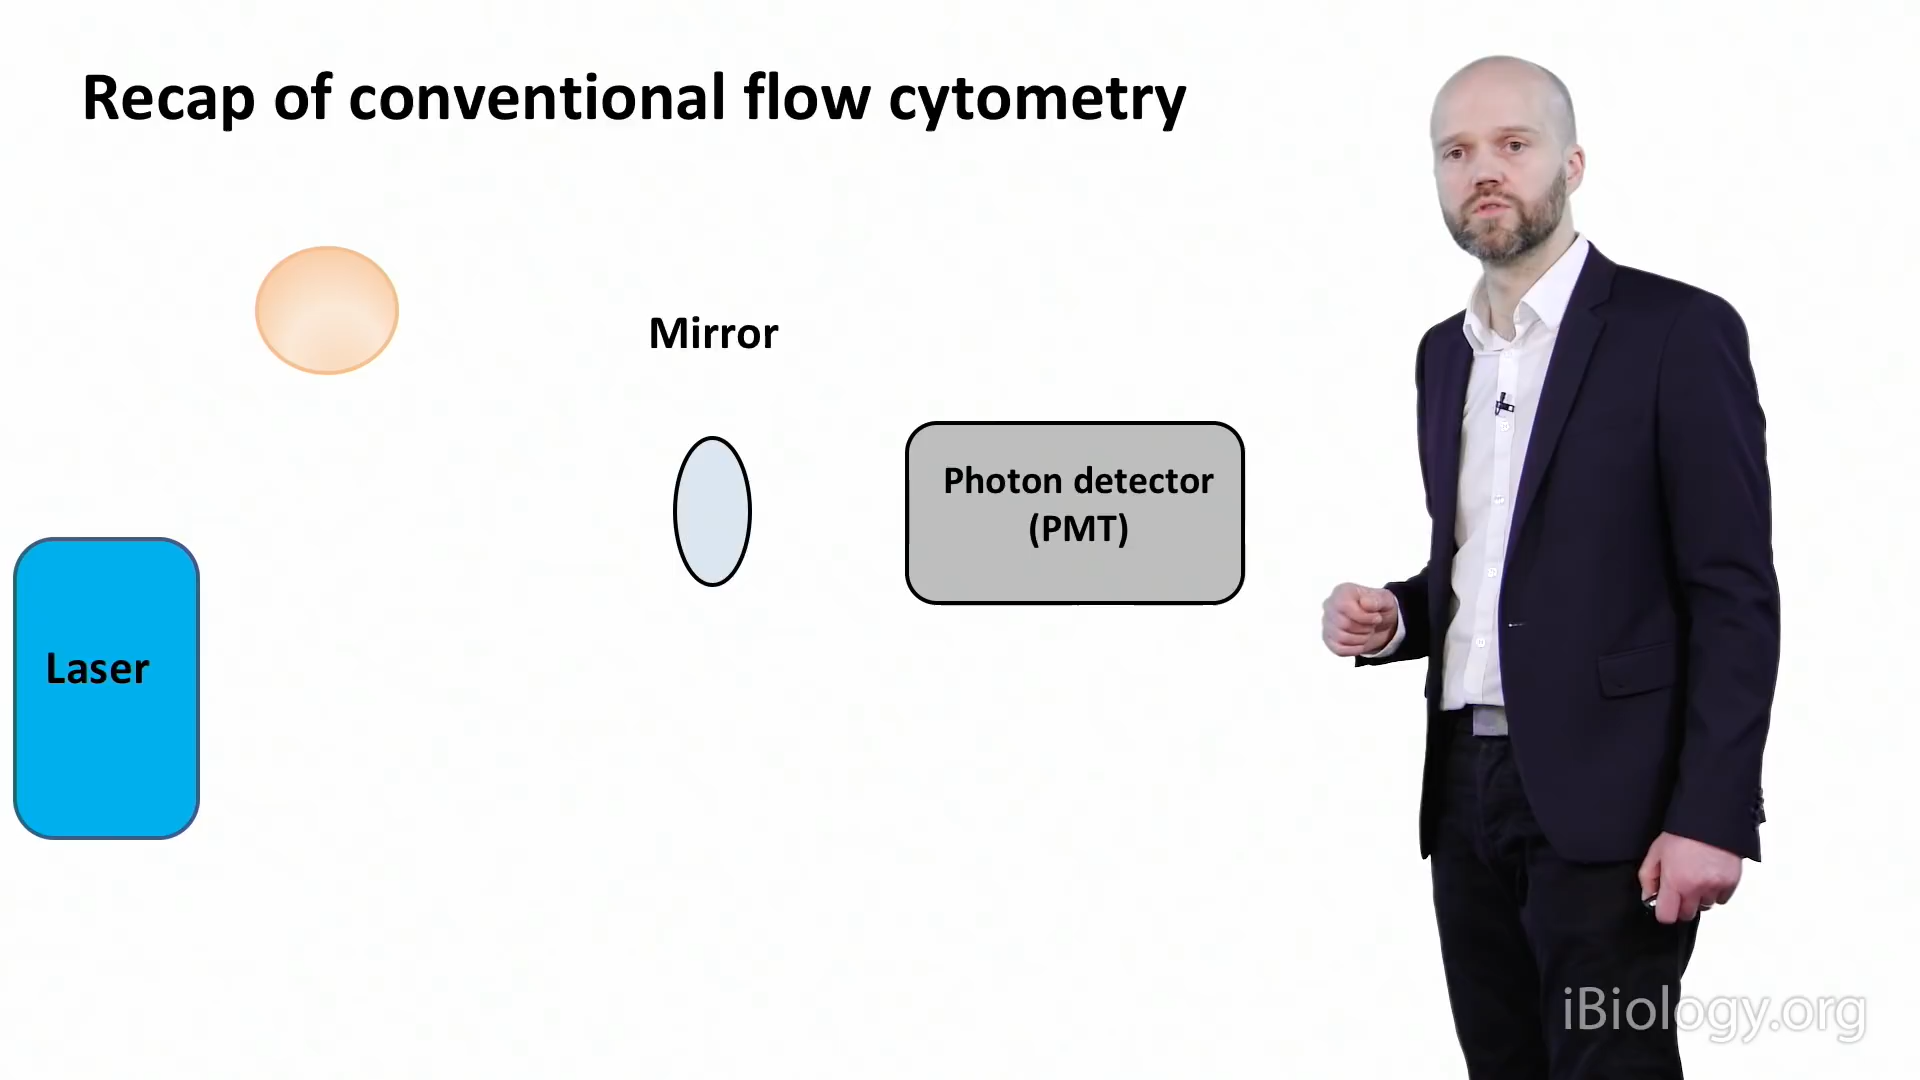 Recap of conventional flow cytometry
Mirror
Photon detector
(PMT)
Laser
iBiology.org